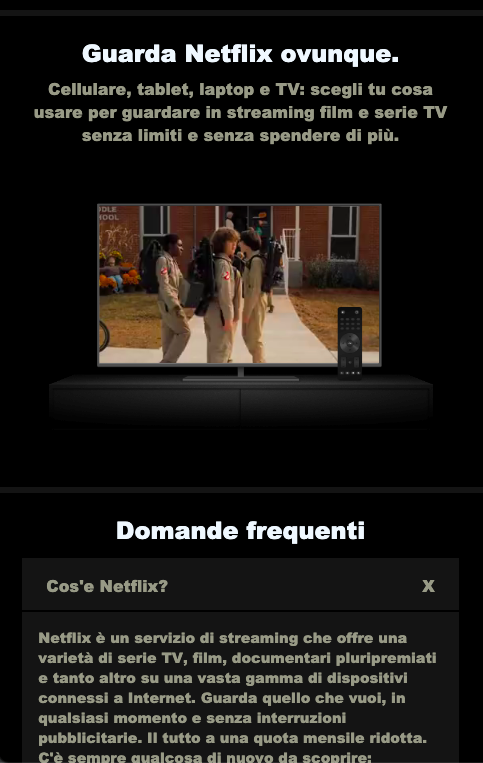 Guarda Netflix ovunque.
Cellulare, tablet, laptop e TV: scegli tu cosa
usare per guardare in streaming film e serie TV
senza limiti e senza spendere di più.
DLE
HOOL
Domande frequenti
Cos'e Netflix? X
Netflix è un servizio di streaming che offre una
varietà di serie TV, film, documentari pluripremiati
e tanto altro su una vasta gamma di dispositivi
connessi a Internet. Guarda quello che vuoi, in
qualsiasi momento e senza interruzioni
pubblicitarie. Il tutto a una quota mensile ridotta.
C'è sempre qualcosa di nuovo da scoprire: